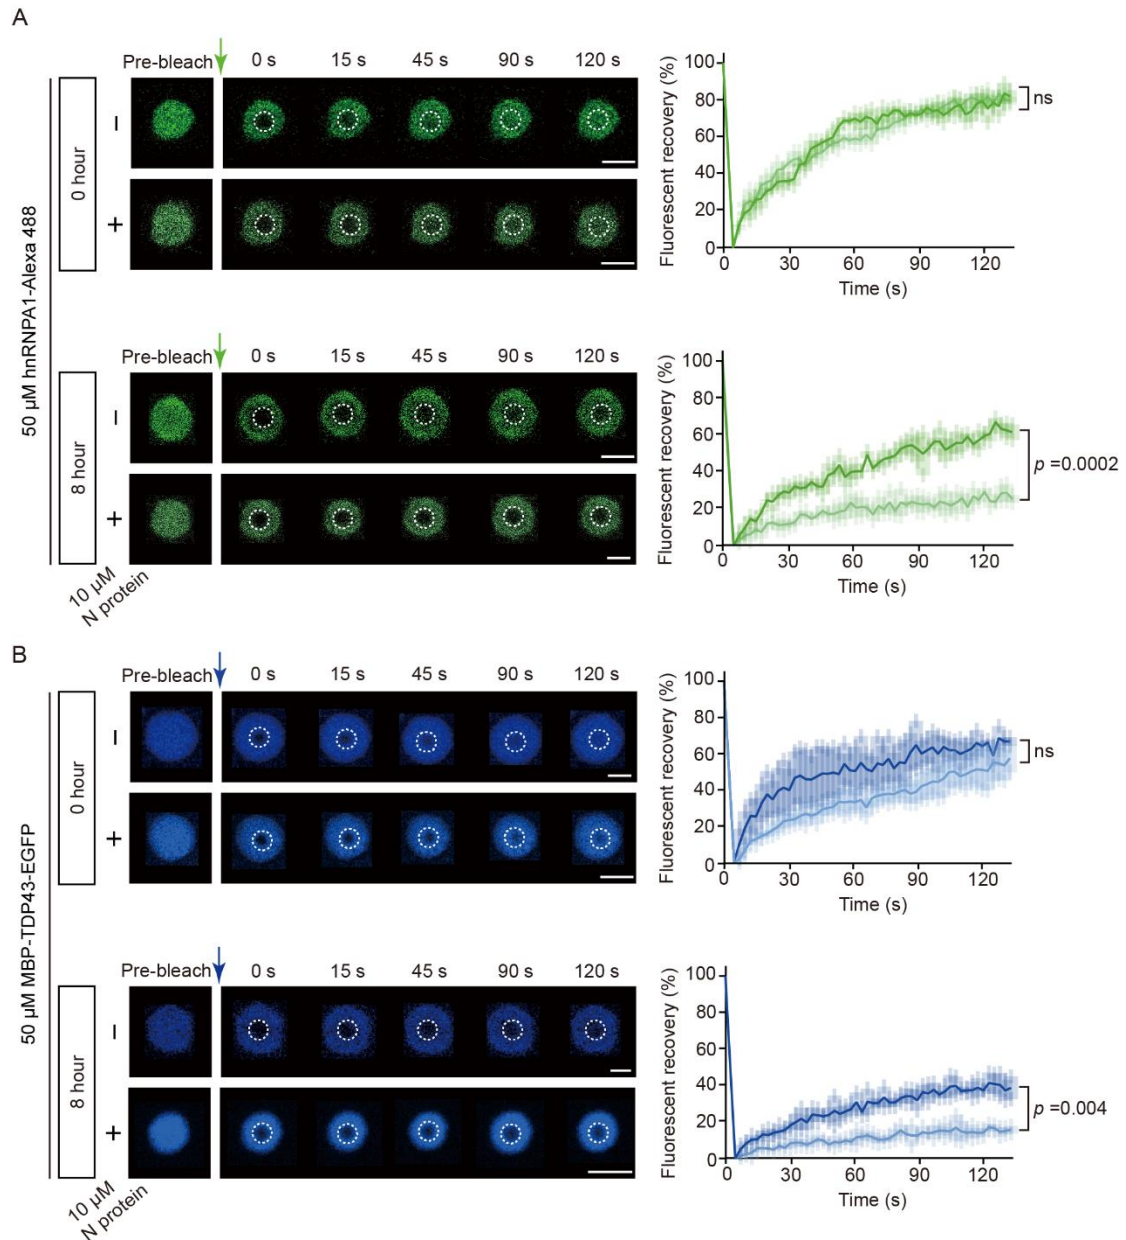 A
50 µM hnRNPA1-Alexa 488
0 hour
Pre-bleach 0 s 15 s 45 s 90 s 120 s
−
+
Fluorescent recovery (%)
100
80
60
40
20
0
0 30 60 90 120
Time (s)
ns
8 hour
Pre-bleach 0 s 15 s 45 s 90 s 120 s
−
+
10 µM
N protein
Fluorescent recovery (%)
100
80
60
40
20
0
0 30 60 90 120
Time (s)
p =0.0002
B
50 µM MBP-TDP43-EGFP
0 hour
Pre-bleach 0 s 15 s 45 s 90 s 120 s
−
+
Fluorescent recovery (%)
100
80
60
40
20
0
0 30 60 90 120
Time (s)
ns
8 hour
Pre-bleach 0 s 15 s 45 s 90 s 120 s
−
+
10 µM
N protein
Fluorescent recovery (%)
100
80
60
40
20
0
0 30 60 90 120
Time (s)
p =0.004